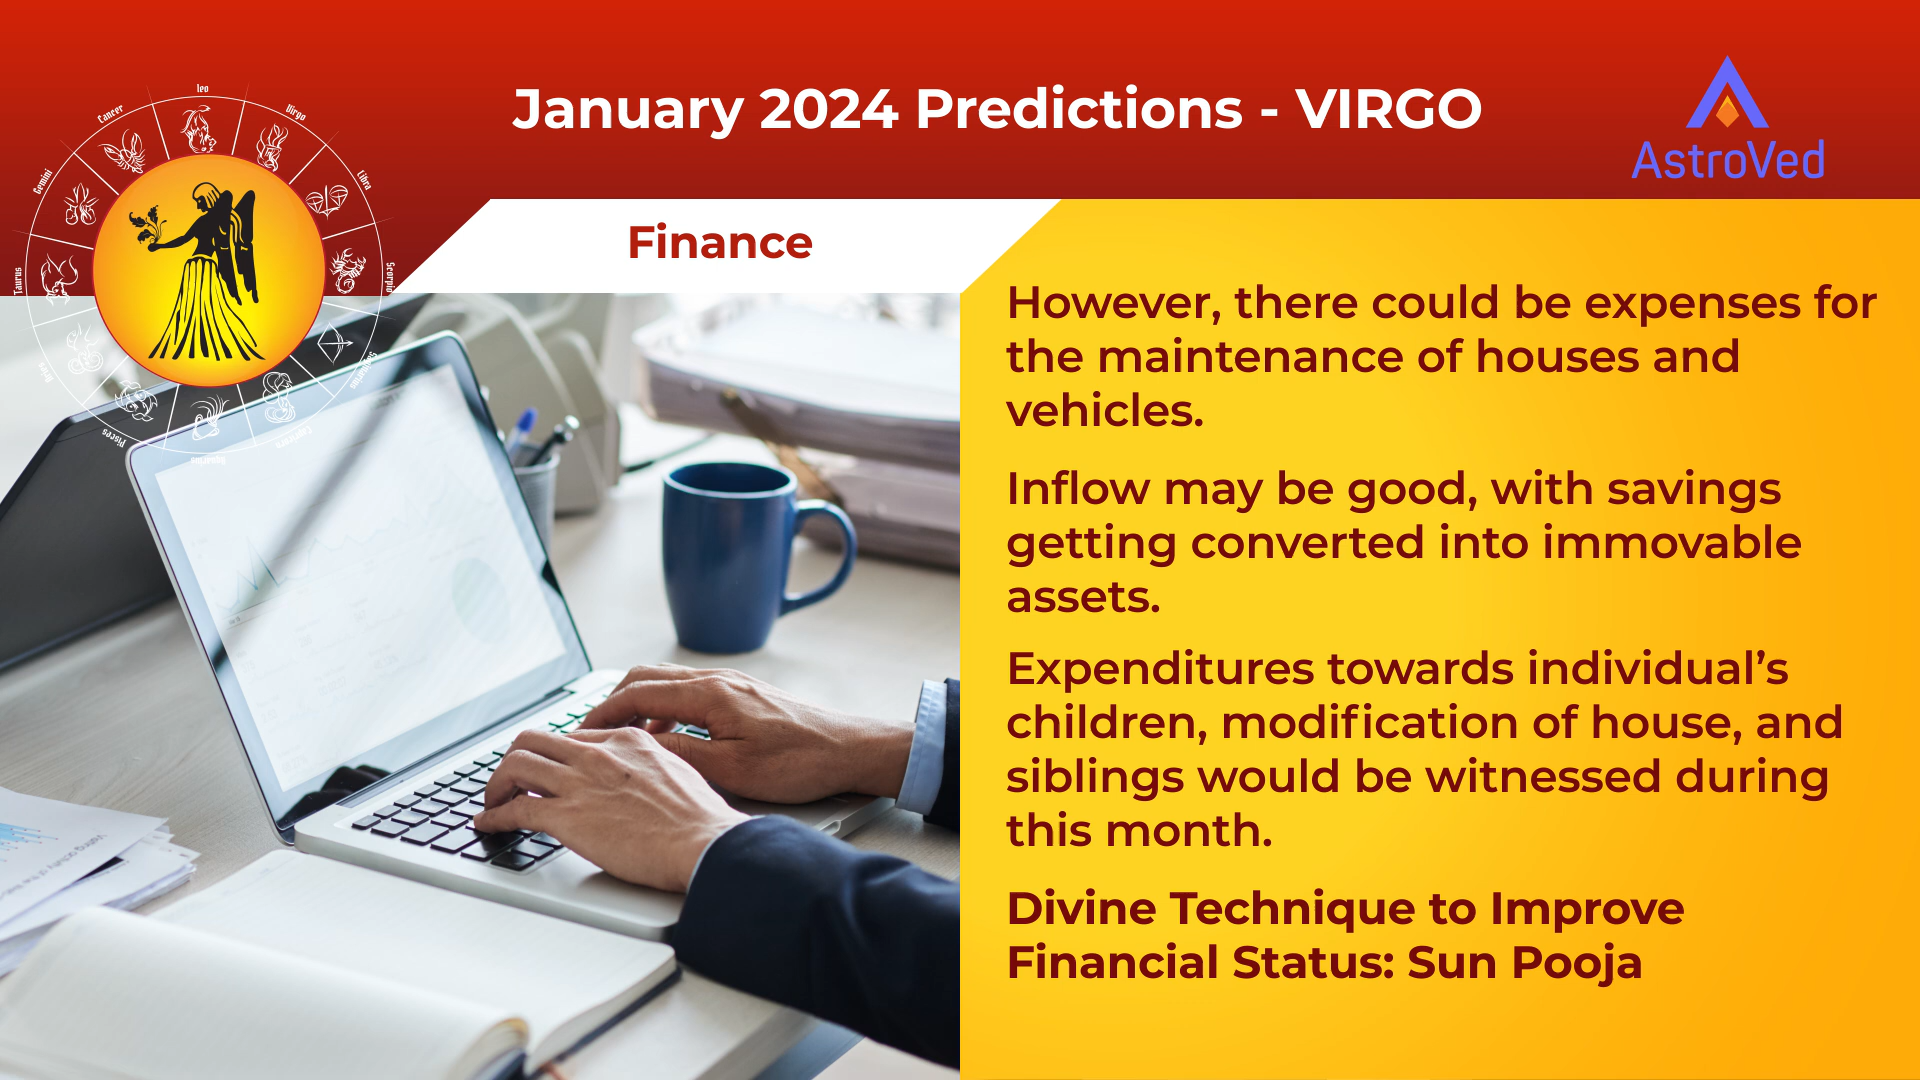 January 2024 Predictions - VIRGO
AstroVed
leo
Cancer
Virgo
Gemini
Libra
Taurus
Scorpio
Pisces
Aquarius
Finance
However, there could be expenses for
the maintenance of houses and
vehicles.
Inflow may be good, with savings
getting converted into immovable
assets.
Expenditures towards individual’s
children, modification of house, and
siblings would be witnessed during
this month.
Divine Technique to Improve
Financial Status: Sun Pooja